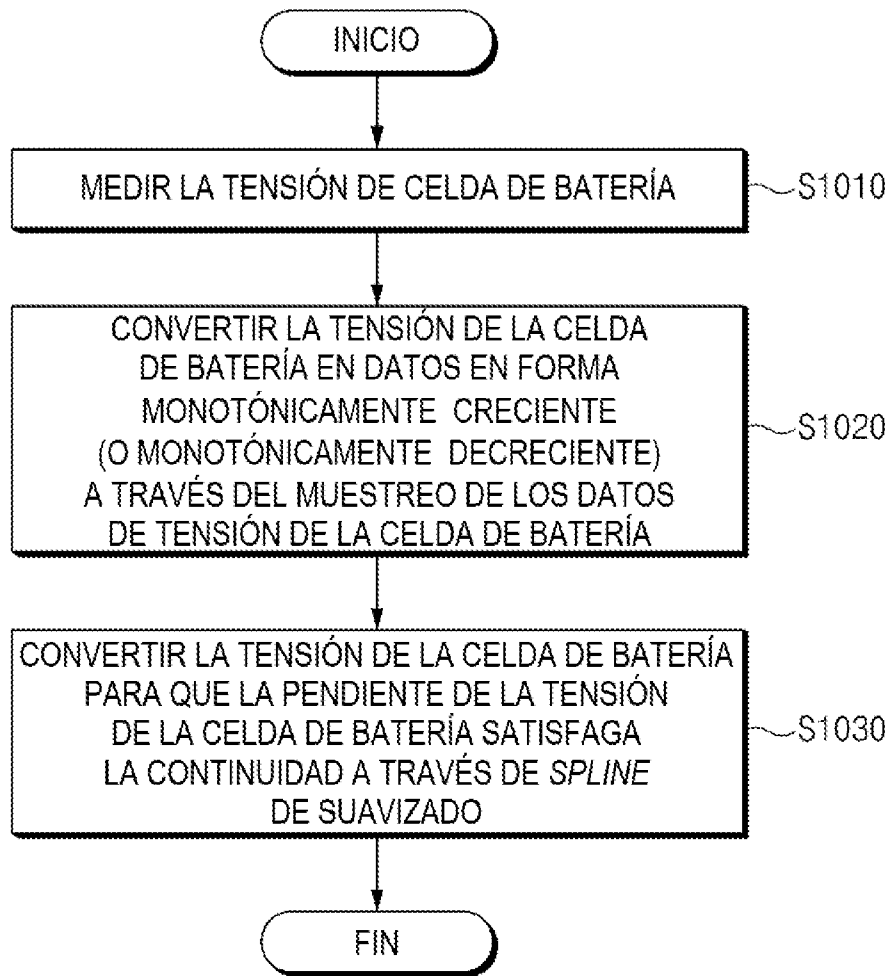 INICIO
MEDIR LA TENSIÓN DE CELDA DE BATERÍA
S1010
CONVERTIR LA TENSIÓN DE LA CELDA
DE BATERÍA EN DATOS EN FORMA
MONOTÓNICAMENTE CRECIENTE
(O MONOTÓNICAMENTE DECRECIENTE)
A TRAVÉS DEL MUESTREO DE LOS DATOS
DE TENSIÓN DE LA CELDA DE BATERÍA
S1020
CONVERTIR LA TENSIÓN DE LA CELDA DE BATERÍA
PARA QUE LA PENDIENTE DE LA TENSIÓN
DE LA CELDA DE BATERÍA SATISFAGA
LA CONTINUIDAD A TRAVÉS DE SPLINE
DE SUAVIZADO
S1030
FIN